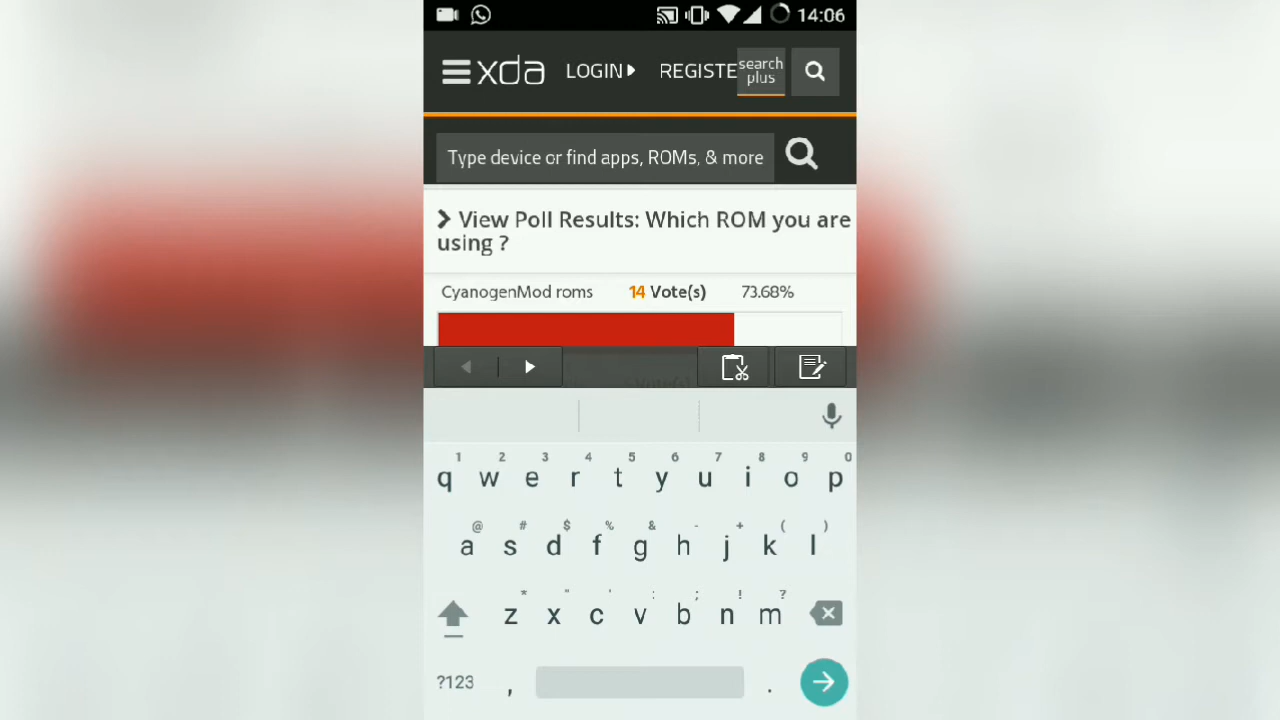 14:06
xda LOGIN REGISTE search plus
Type device or find apps, ROMs, & more
View Poll Results: Which ROM you are
using ?
CyanogenMod roms 14 Vote(s) 73.68%
1 2 3 4 5 6 7 8 9 0
q w e r t y u i o p
@ # $ % & - + ( )
a s d f g h j k l
* " ' : ; ! ?
z x c v b n m
?123 , .